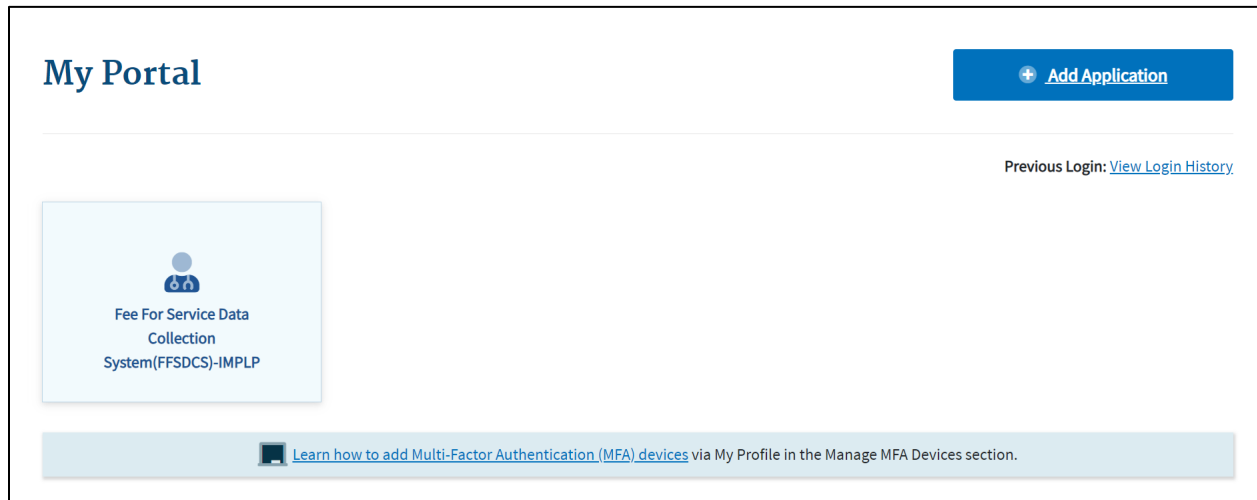 My Portal
Add Application
Previous Login: View Login History
Fee For Service Data
Collection
System(FFSDCS)-IMPLP
Learn how to add Multi-Factor Authentication (MFA) devices via My Profile in the Manage MFA Devices section.